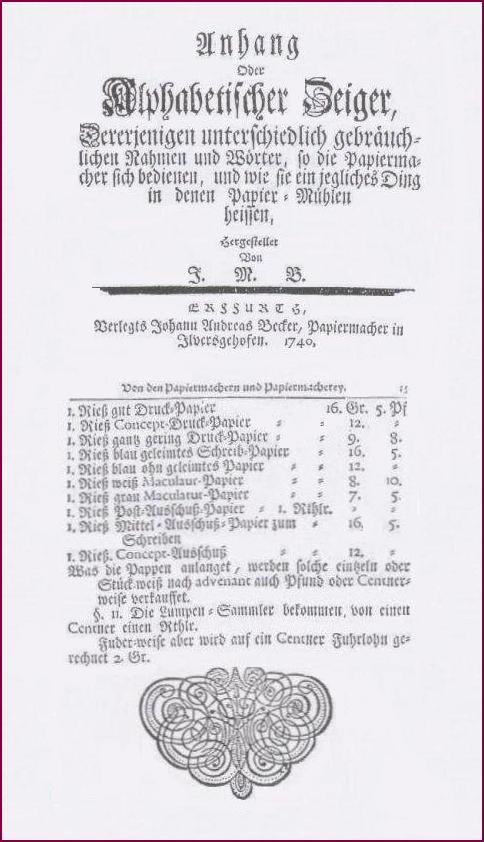 Anhang
Oder
Alphabetischer Zeiger,
Dererjenigen unterschiedlich gebräuch-
lichen Nahmen und Wörter, so die Papierma-
cher sich bedienen, und wie sie ein jegliches Ding
in denen Papier-Mühlen
heissen,
Hergestellet
Von
J. M. B.
ERFFURTH,
Verlegts Johann Andreas Becker, Papiermacher in
Ilversgehofen. 1740.
Von den Papiermachern und Papiermacherey. 15
1. Rieß gut Druck-Papier 16. Gr. 5. Pf
1. Rieß Concept-Druck-Papier = = 12. =
1. Rieß gantz gering Druck-Papier = = 9. 8.
1. Rieß blau geleimtes Schreib-Papier = 16. 5.
1. Rieß blau ohn geleimtes Papier = = 12. =
1. Rieß weiß Maculatur-Papier = = 8. 10.
1. Rieß grau Maculatur-Papier = = 7. 5.
1. Rieß Post-Ausschuß-Papier = 1. Rthlr. = =
1. Rieß Mittel-Ausschuß-Papier zum = 16. 5.
Schreiben
1. Rieß. Concept-Ausschuß = = 12. =
Was die Pappen anlanget, werden solche eintzeln oder
Stück-weiß nach advenant auch Pfund oder Centner-
weise verkauffet.
§. 11. Die Lumpen-Sammler bekommen, von einen
Centner einen Rthlr.
Fuder-weise aber wird auf ein Centner Fuhrlohn ge-
rechnet 2. Gr.